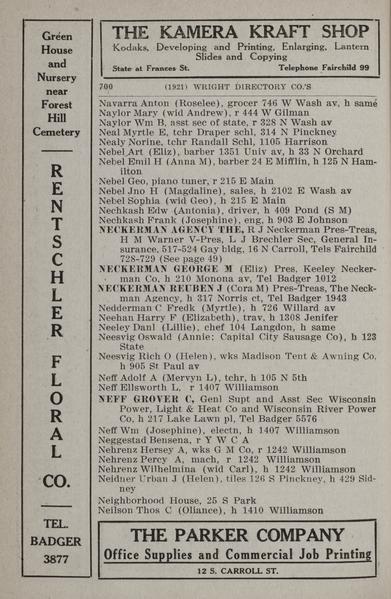 Green
House
and
Nursery
near
Forest
Hill
Cemetery
RENTSCHLER FLORAL CO.
TEL.
BADGER
3877
THE KAMERA KRAFT SHOP
Kodaks, Developing and Printing, Enlarging, Lantern
Slides and Copying
State at Frances St. Telephone Fairchild 99
700 (1921) WRIGHT DIRECTORY CO.'S
Navarra Anton (Roselee), grocer 746 W Wash av, h same
Naylor Mary (wid Andrew), r 444 W Gilman
Naylor Wm B, asst sec of state, r 328 N Wash av
Neal Myrtle E, tchr Draper schl, 314 N Pinckney
Nealy Norine, tchr Randall Schl, 1105 Harrison
Nebel Art (Eliz), barber 1351 Univ av, h 33 N Orchard
Nebel Emil H (Anna M), barber 24 E Mifflin, h 125 N Ham-
ilton
Nebel Geo, piano tuner, r 215 E Main
Nebel Jno H (Magdaline), sales, h 2102 E Wash av
Nebel Sophia (wid Geo), h 215 E Main
Nechkash Edw (Antonia), driver, h 409 Pond (S M)
Nechkash Frank (Josephine), eng, h 903 E Johnson
NECKERMAN AGENCY THE, R J Neckerman Pres-Treas,
H M Warner V-Pres, L J Brechler Sec, General In-
surance, 517-524 Gay bldg, 16 N Carroll, Tels Fairchild
728-729 (See page 49)
NECKERMAN GEORGE M (Eliz) Pres, Keeley Necker-
man Co, h 210 Monona av, Tel Badger 1012
NECKERMAN REUBEN J (Cora M) Pres-Treas, The Neck-
man Agency, h 317 Norris ct, Tel Badger 1943
Nedderman C Fredk (Myrtle), h 726 Willard av
Neehan Harry F (Elizabeth), trav, h 1308 Jenifer
Neeley Danl (Lillie), chef 104 Langdon, h same
Neesvig Oswald (Annie; Capital City Sausage Co), h 123
State
Neesvig Rich O (Helen), wks Madison Tent & Awning Co.
h 905 St Paul av
Neff Adolf A (Mervyn L), tchr, h 105 N 5th
Neff Ellsworth L, r 1407 Williamson
NEFF GROVER C, Genl Supt and Asst Sec Wisconsin
Power, Light & Heat Co and Wisconsin River Power
Co, h 217 Lake Lawn pl, Tel Badger 5576
Neff Wm (Josephine), electn, h 1407 Williamson
Neggestad Bensena, r Y W C A
Nehrenz Hersey A, wks G M Co, r 1242 Williamson
Nehrenz Percy A, mach, r 1242 Williamson
Nehrenz Wilhelmina (wid Carl), h 1242 Williamson
Neidner Urban J (Helen), tiles 126 S Pinckney, h 429 Sid-
ney
Neighborhood House, 25 S Park
Neilson Thos C (Oliance), h 1410 Williamson
THE PARKER COMPANY
Office Supplies and Commercial Job Printing
12 S. CARROLL ST.